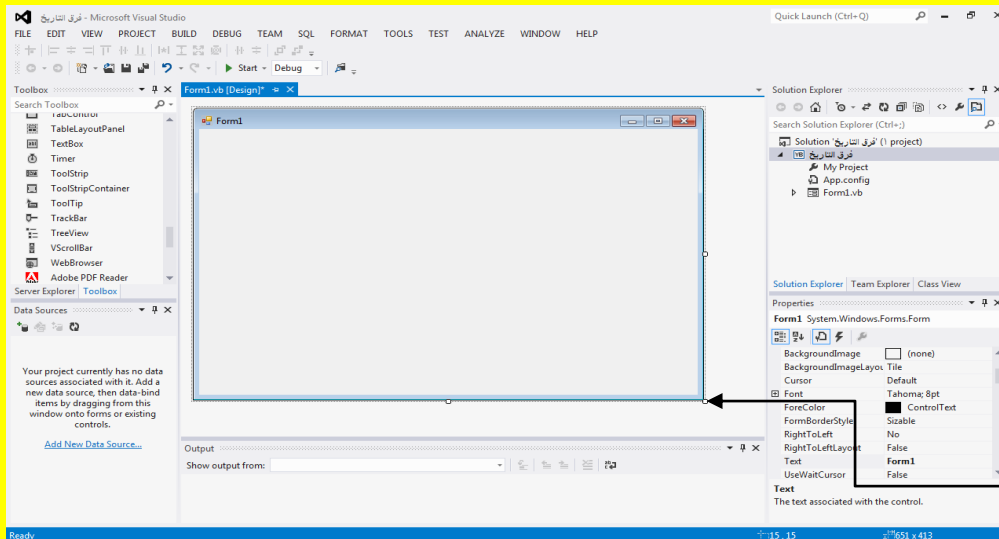 فرق التاريخ - Microsoft Visual Studio
Quick Launch (Ctrl+Q)
FILE EDIT VIEW PROJECT BUILD DEBUG TEAM SQL FORMAT TOOLS TEST ANALYZE WINDOW HELP
Start - Debug
Toolbox
Search Toolbox
TabControl
TableLayoutPanel
TextBox
Timer
ToolStrip
ToolStripContainer
ToolTip
TrackBar
TreeView
VScrollBar
WebBrowser
Adobe PDF Reader
Server Explorer Toolbox
Data Sources
Your project currently has no data
sources associated with it. Add a
new data source, then data-bind
items by dragging from this
window onto forms or existing
controls.
Add New Data Source...
Form1.vb [Design]*
Form1
Output
Show output from:
Solution Explorer
Search Solution Explorer (Ctrl+;)
Solution 'فرق التاريخ' (١ project)
VB فرق التاريخ
My Project
App.config
Form1.vb
Solution Explorer Team Explorer Class View
Properties
Form1 System.Windows.Forms.Form
BackgroundImage (none)
BackgroundImageLayou Tile
Cursor Default
Font Tahoma; 8pt
ForeColor ControlText
FormBorderStyle Sizable
RightToLeft No
RightToLeftLayout False
Text Form1
UseWaitCursor False
Text
The text associated with the control.
Ready
15 , 15
651 x 413